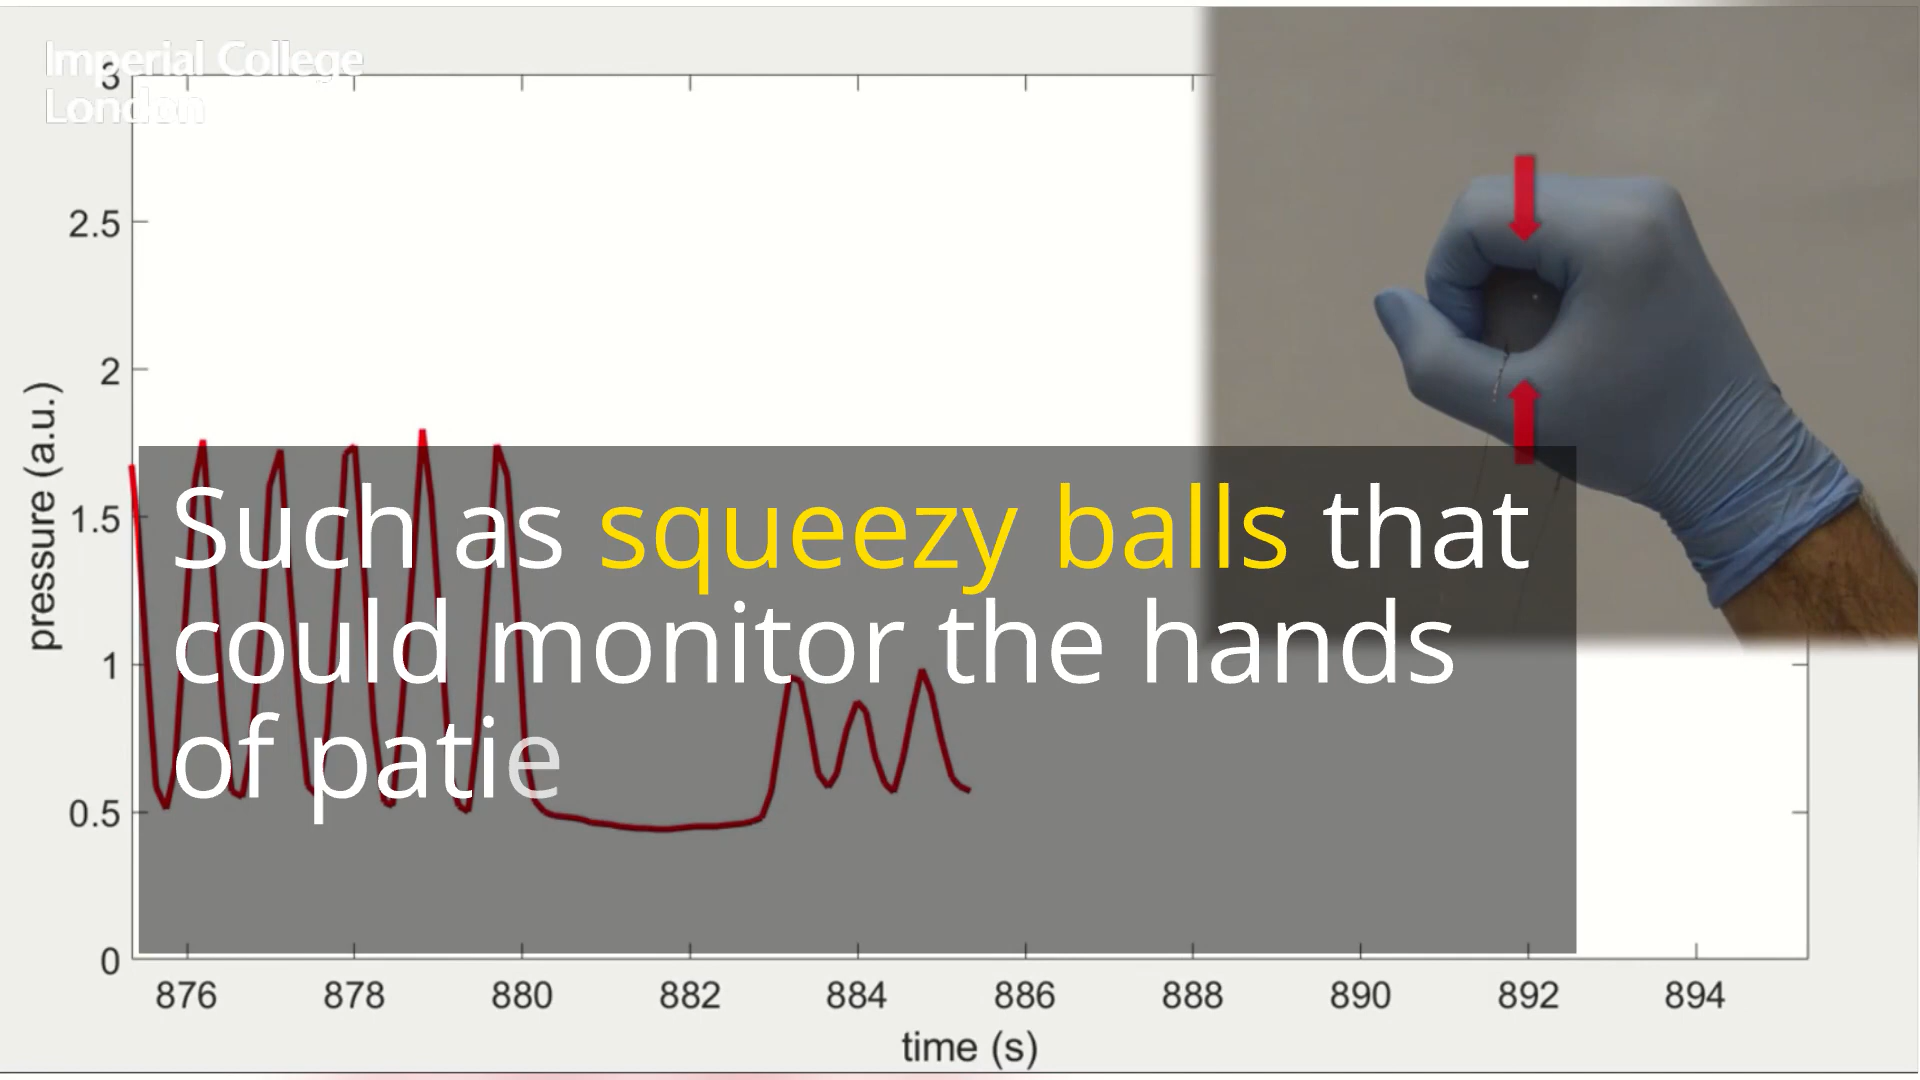 Imperial College
London
3
2.5
2
1.5
1
0.5
0
pressure (a.u.)
Such as squeezy balls that
could monitor the hands
of patie
876 878 880 882 884 886 888 890 892 894
time (s)